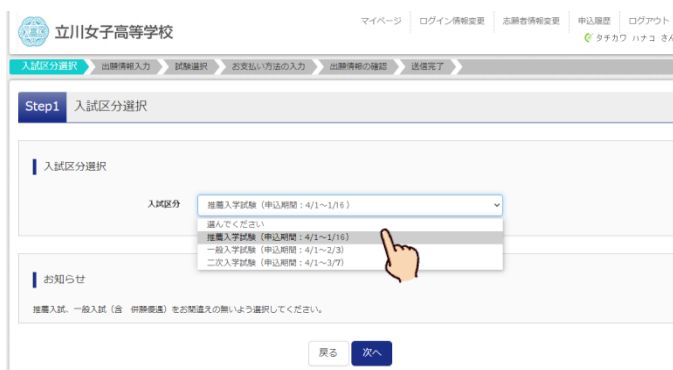 立川女子高等学校
マイページ ログイン情報変更 志願者情報変更 申込履歴 ログアウト
タチカワ ハナコ さん
入試区分選択 出願情報入力 試験選択 お支払い方法の入力 出願情報の確認 送信完了
Step1 入試区分選択
入試区分選択
入試区分 推薦入学試験（申込期間：4/1～1/16）
選んでください
推薦入学試験（申込期間：4/1～1/16）
一般入学試験（申込期間：4/1～2/3）
二次入学試験（申込期間：4/1～3/7）
お知らせ
推薦入試、一般入試（含　併願優遇）をお間違えの無いよう選択してください。
戻る 次へ